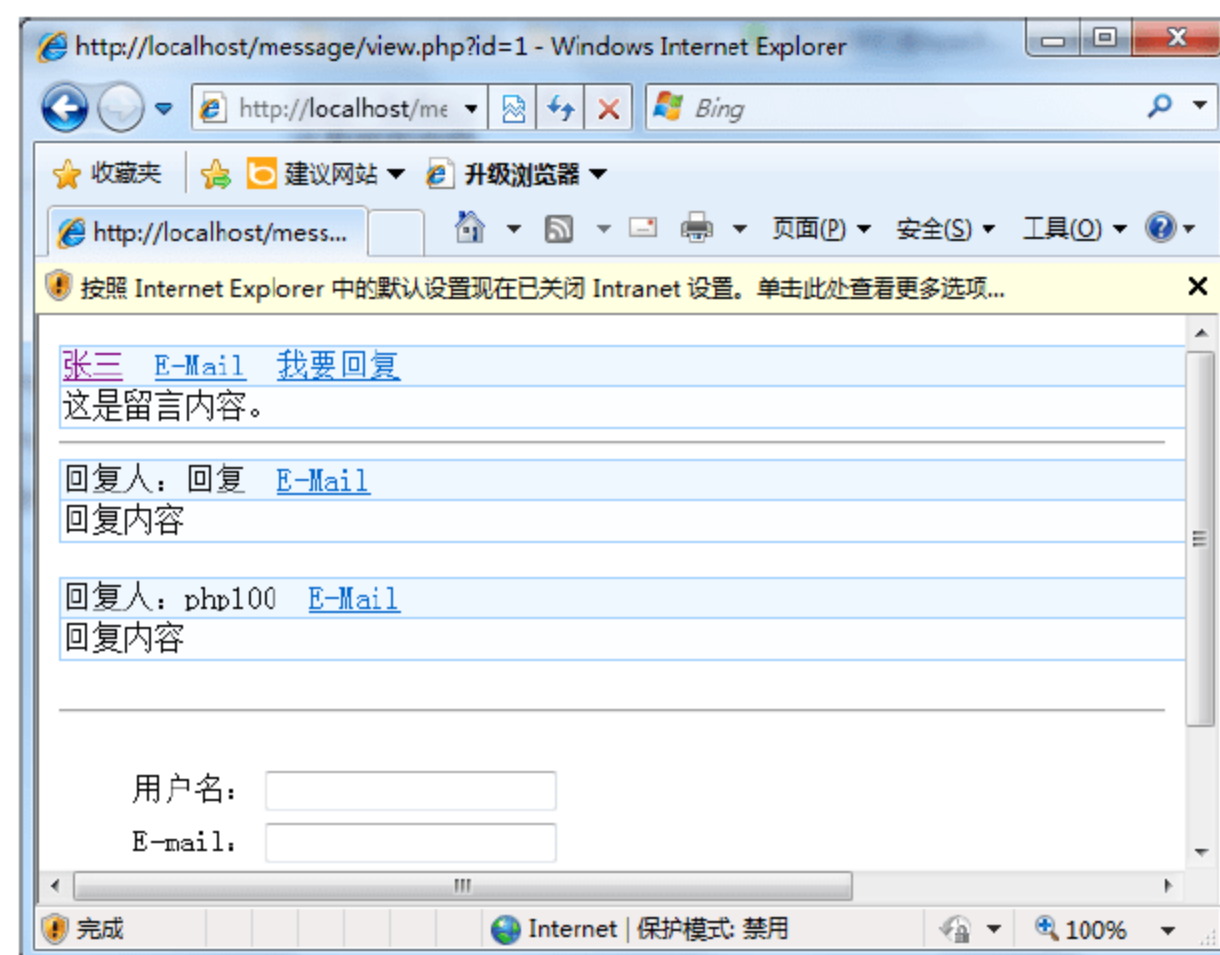 http://localhost/message/view.php?id=1 - Windows Internet Explorer
http://localhost/me Bing
收藏夹 建议网站 升级浏览器
http://localhost/mess... 页面(P) 安全(S) 工具(O)
按照 Internet Explorer 中的默认设置现在已关闭 Intranet 设置。单击此处查看更多选项...
张三 E-Mail 我要回复
这是留言内容。
回复人：回复 E-Mail
回复内容
回复人：php100 E-Mail
回复内容
用户名：
E-mail：
完成 Internet | 保护模式: 禁用 100%